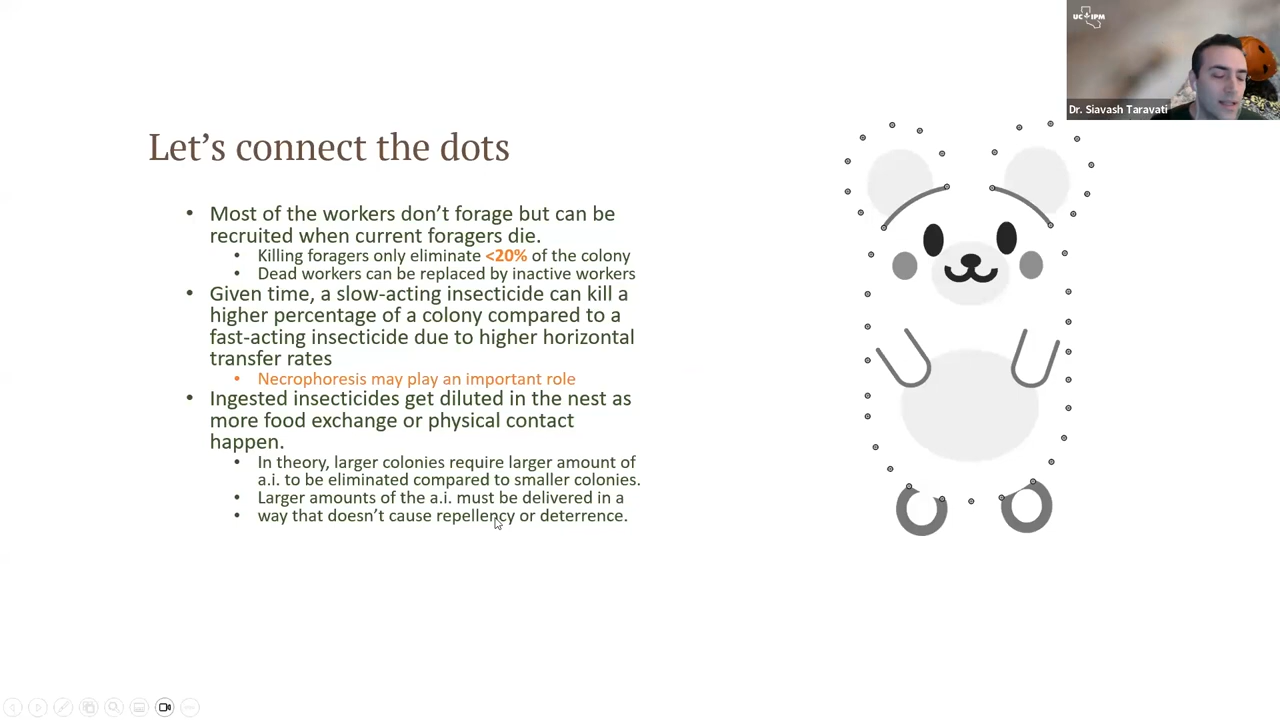 UC IPM
Dr. Siavash Taravati
Let's connect the dots
• Most of the workers don't forage but can be
recruited when current foragers die.
• Killing foragers only eliminate <20% of the colony
• Dead workers can be replaced by inactive workers
• Given time, a slow-acting insecticide can kill a
higher percentage of a colony compared to a
fast-acting insecticide due to higher horizontal
transfer rates
• Necrophoresis may play an important role
• Ingested insecticides get diluted in the nest as
more food exchange or physical contact
happen.
• In theory, larger colonies require larger amount of
a.i. to be eliminated compared to smaller colonies.
• Larger amounts of the a.i. must be delivered in a
• way that doesn't cause repellency or deterrence.